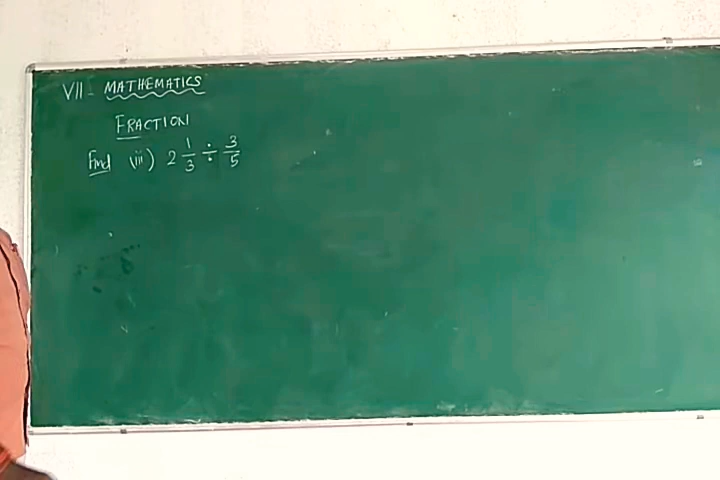 VII - MATHEMATICS
FRACTION
Find (iii) 2 1/3 ÷ 3/5